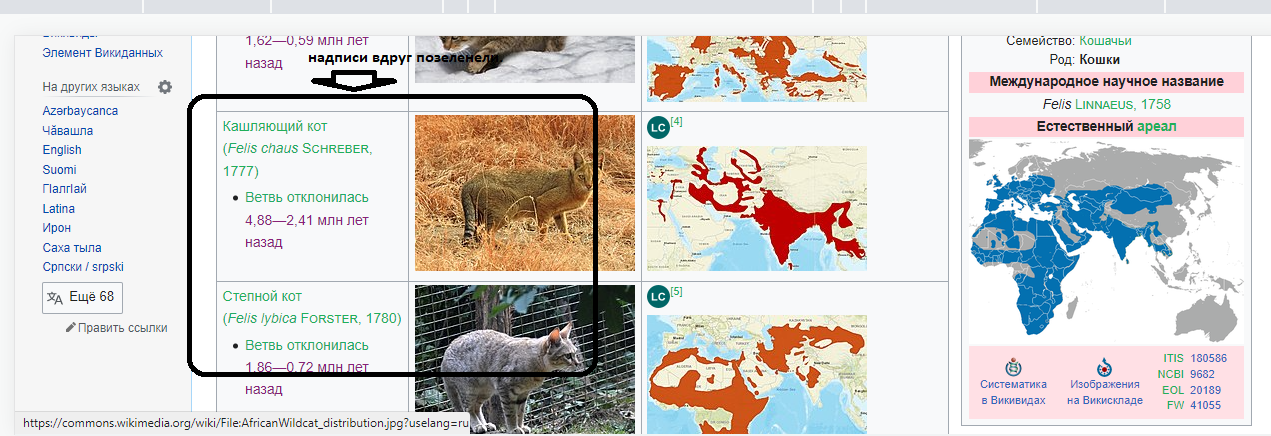 Элемент Викиданных
На других языках
Azərbaycanca
Чӑвашла
English
Suomi
ГӀалгӀай
Latina
Ирон
Саха тыла
Српски / srpski
Ещё 68
Править ссылки
1,62—0,59 млн лет
назад
надписи вдруг позеленели.
Кашляющий кот
(Felis chaus SCHREBER,
1777)
Ветвь отклонилась
4,88—2,41 млн лет
назад
LC [4]
Степной кот
(Felis lybica FORSTER, 1780)
Ветвь отклонилась
1,86—0,72 млн лет
назад
LC [5]
Семейство: Кошачьи
Род: Кошки
Международное научное название
Felis LINNAEUS, 1758
Естественный ареал
Систематика
в Викивидах
Изображения
на Викискладе
ITIS 180586
NCBI 9682
EOL 20189
FW 41055
https://commons.wikimedia.org/wiki/File:AfricanWildcat_distribution.jpg?uselang=ru